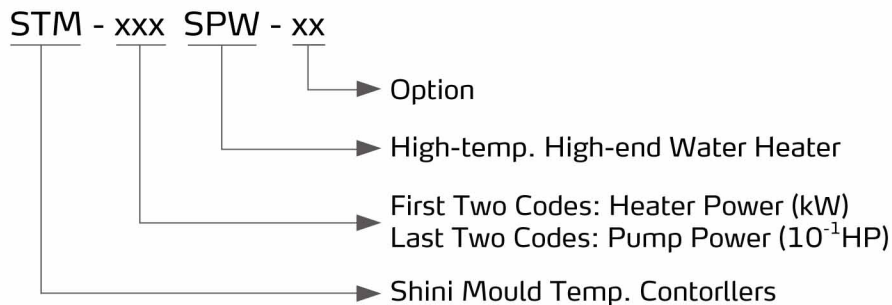 STM - xxx SPW - xx
Option
High-temp. High-end Water Heater
First Two Codes: Heater Power (kW)
Last Two Codes: Pump Power (10⁻¹HP)
Shini Mould Temp. Contorllers